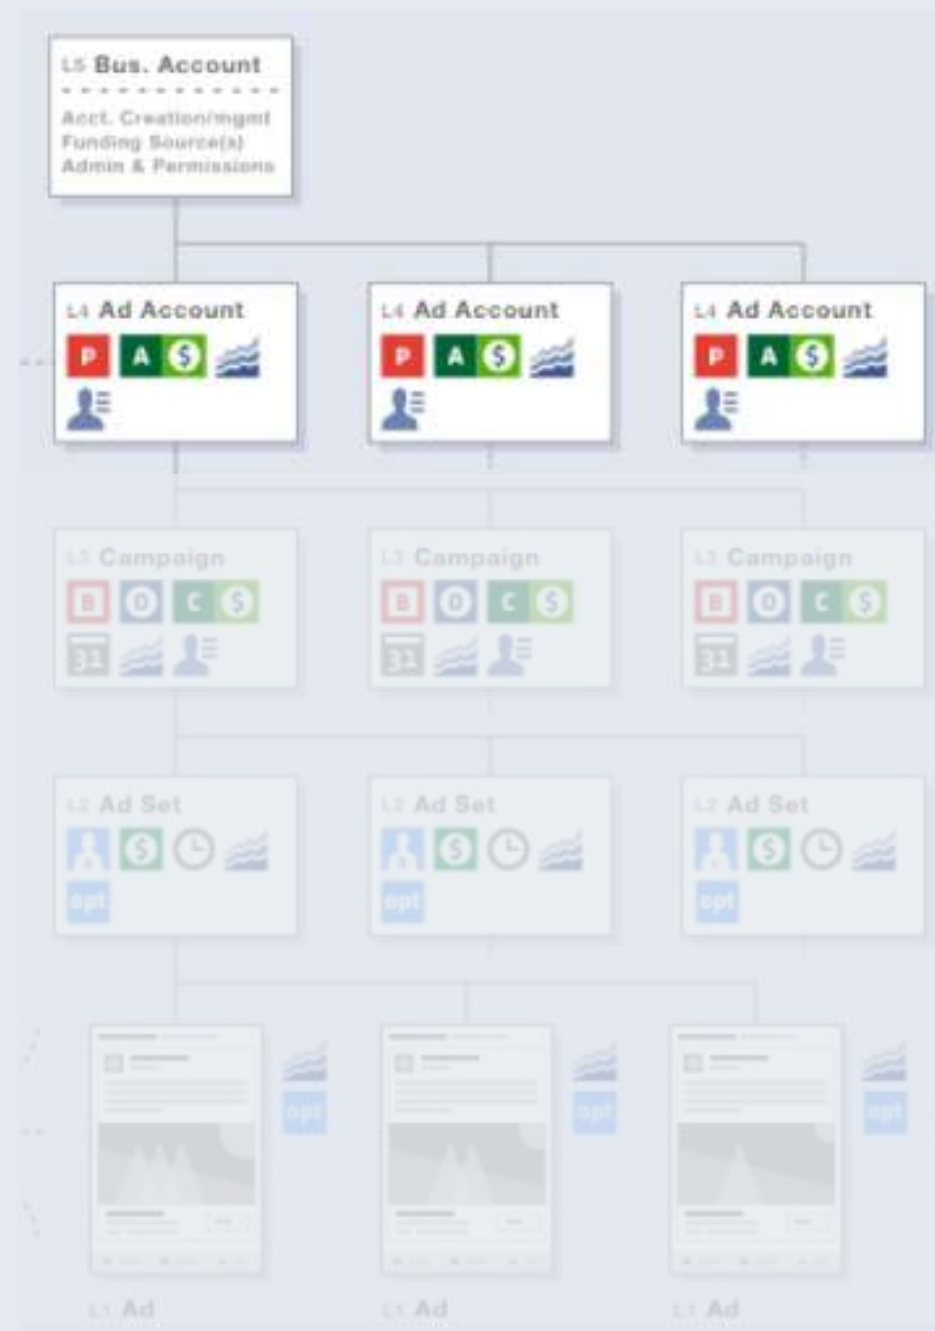 L5 Bus. Account
Acct. Creation/mgmt
Funding Source(s)
Admin & Permissions
L4 Ad Account
P A $
L4 Ad Account
P A $
L4 Ad Account
P A $
L3 Campaign
B O C $
31
L3 Campaign
B O C $
31
L3 Campaign
B O C $
31
L2 Ad Set
$
opt
L2 Ad Set
$
opt
L2 Ad Set
$
opt
opt
opt
opt
L1 Ad
L1 Ad
L1 Ad